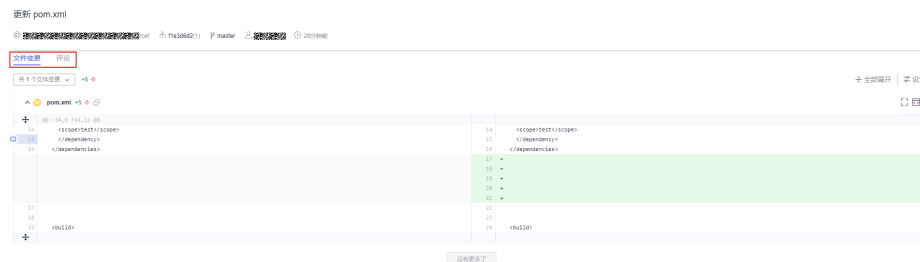 更新 pom.xml
f1e3d6d2(1) master 28分钟前
文件变更 评论
共 1 个文件变更 +5 -0 全部展开
pom.xml +5 -0
@@ -14,6 +14,11 @@
14 <scope>test</scope> 14 <scope>test</scope>
15 </dependency> 15 </dependency>
16 </dependencies> 16 </dependencies>
17 +
18 +
19 +
20 +
21 +
17 22
18 23
19 <build> 24 <build>
没有更多了